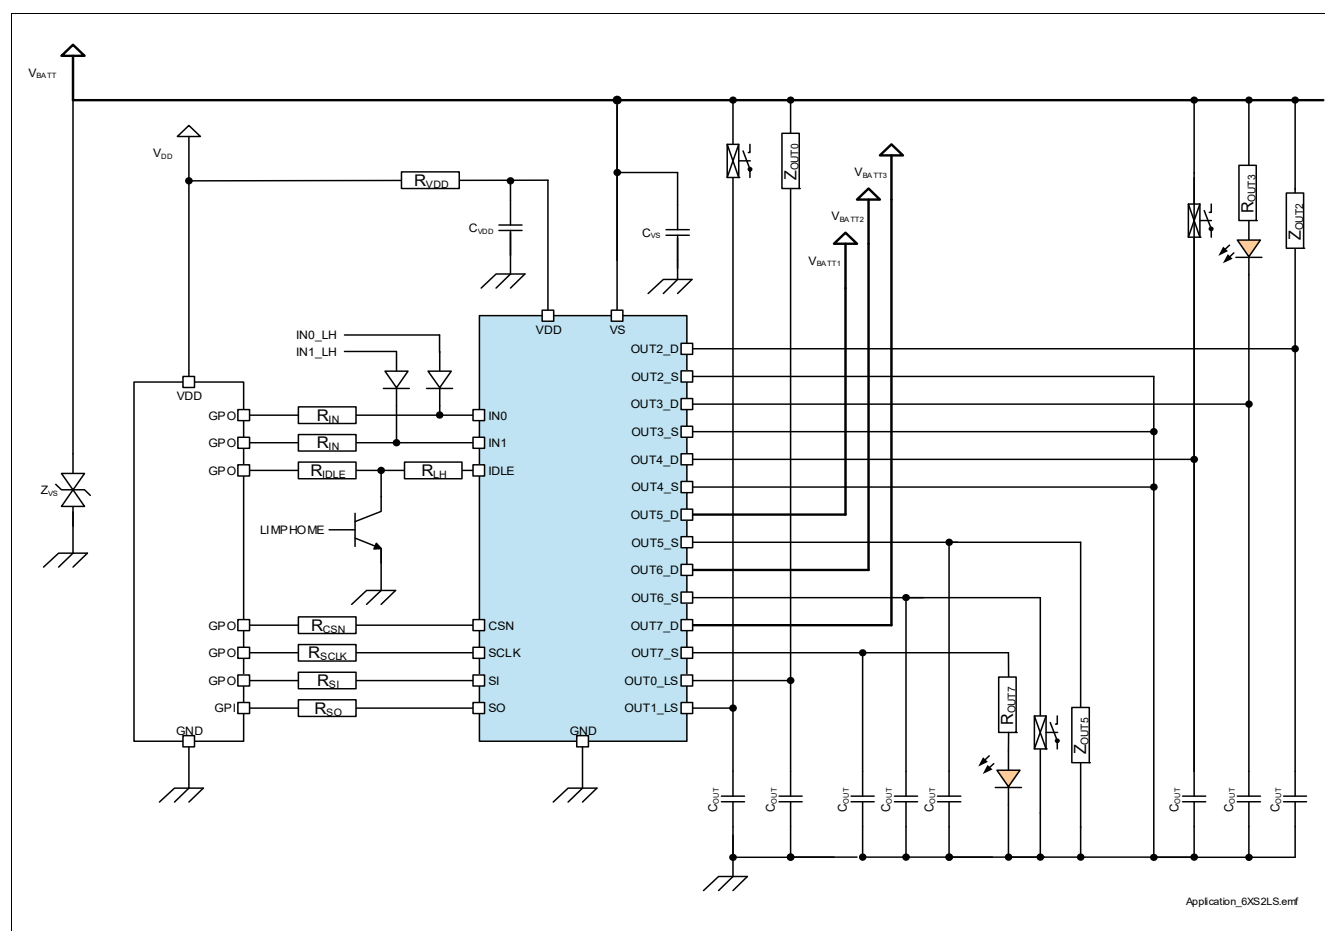 VBATT
VDD
RVDD
CVDD
CVS
ZOUT0
VBATT3
VBATT2
VBATT1
ROUT3
ZOUT2
IN0_LH
IN1_LH
VDD
VS
VDD
GPO
RIN
IN0
GPO
RIN
IN1
GPO
RIDLE
RLH
IDLE
ZVS
LIMPHOME
GPO
RCSN
CSN
GPO
RSCLK
SCLK
GPO
RSI
SI
GPI
RSO
SO
GND
GND
OUT2_D
OUT2_S
OUT3_D
OUT3_S
OUT4_D
OUT4_S
OUT5_D
OUT5_S
OUT6_D
OUT6_S
OUT7_D
OUT7_S
OUT0_LS
OUT1_LS
ROUT7
ZOUT5
COUT
COUT
COUT
COUT
COUT
COUT
COUT
COUT
Application_6XS2LS.emf